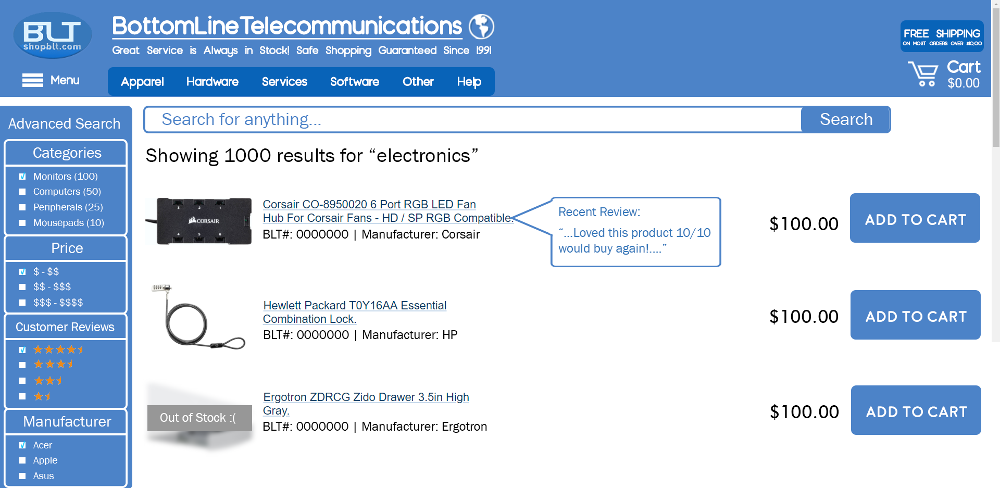 BLT
shopblt.com
BottomLineTelecommunications
Great Service is Always in Stock! Safe Shopping Guaranteed Since 1991
FREE SHIPPING
ON MOST ORDERS OVER $10.00
Menu
Apparel Hardware Services Software Other Help
Cart
$0.00
Advanced Search
Categories
Monitors (100)
Computers (50)
Peripherals (25)
Mousepads (10)
Price
$ - $$
$$ - $$$
$$$ - $$$$
Customer Reviews
Manufacturer
Acer
Apple
Asus
Search for anything...
Search
Showing 1000 results for “electronics”
3 2 1
CORSAIR
4 5 6
Corsair CO-8950020 6 Port RGB LED Fan
Hub For Corsair Fans - HD / SP RGB Compatible.
BLT#: 0000000 | Manufacturer: Corsair
Recent Review:
“...Loved this product 10/10
would buy again!....”
$100.00
ADD TO CART
Hewlett Packard T0Y16AA Essential
Combination Lock.
BLT#: 0000000 | Manufacturer: HP
$100.00
ADD TO CART
Out of Stock :(
Ergotron ZDRCG Zido Drawer 3.5in High
Gray.
BLT#: 0000000 | Manufacturer: Ergotron
$100.00
ADD TO CART